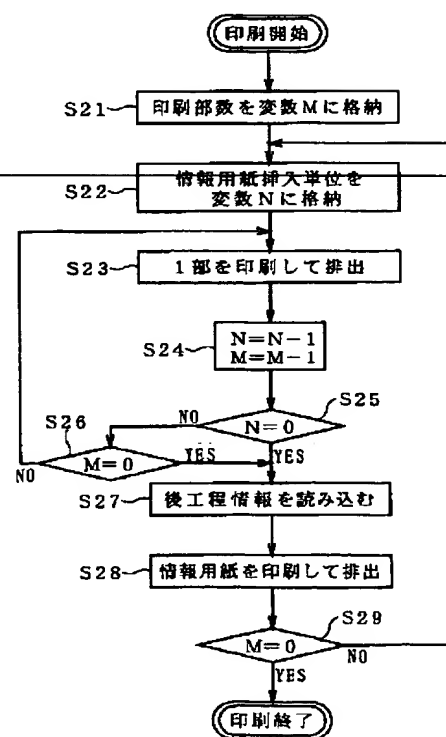 印刷開始
S21
印刷部数を変数Mに格納
S22
情報用紙挿入単位を
変数Nに格納
S23
1部を印刷して排出
S24
N=N-1
M=M-1
S25
N=0
NO
YES
S26
M=0
YES
NO
S27
後工程情報を読み込む
S28
情報用紙を印刷して排出
S29
M=0
NO
YES
印刷終了